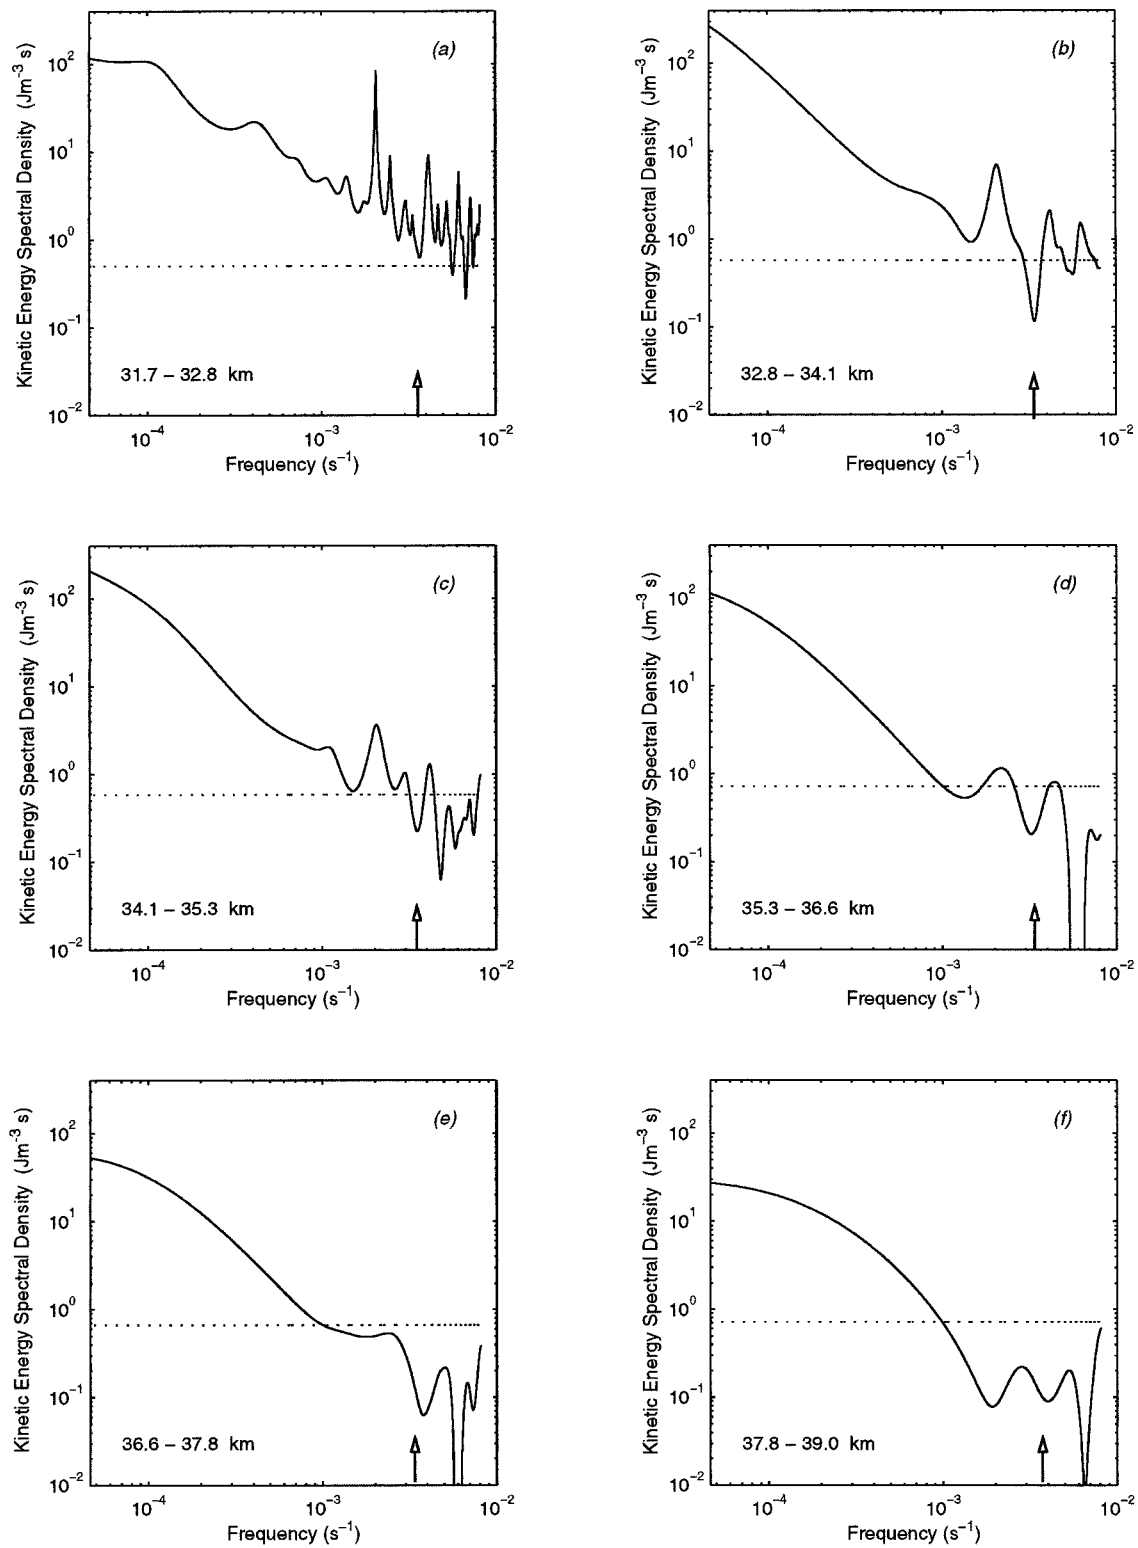 (a)
Kinetic Energy Spectral Density (Jm⁻³ s)
10²
10¹
10⁰
10⁻¹
10⁻²
31.7 – 32.8 km
10⁻⁴
10⁻³
10⁻²
Frequency (s⁻¹)
(b)
Kinetic Energy Spectral Density (Jm⁻³ s)
10²
10¹
10⁰
10⁻¹
10⁻²
32.8 – 34.1 km
10⁻⁴
10⁻³
10⁻²
Frequency (s⁻¹)
(c)
Kinetic Energy Spectral Density (Jm⁻³ s)
10²
10¹
10⁰
10⁻¹
10⁻²
34.1 – 35.3 km
10⁻⁴
10⁻³
10⁻²
Frequency (s⁻¹)
(d)
Kinetic Energy Spectral Density (Jm⁻³ s)
10²
10¹
10⁰
10⁻¹
10⁻²
35.3 – 36.6 km
10⁻⁴
10⁻³
10⁻²
Frequency (s⁻¹)
(e)
Kinetic Energy Spectral Density (Jm⁻³ s)
10²
10¹
10⁰
10⁻¹
10⁻²
36.6 – 37.8 km
10⁻⁴
10⁻³
10⁻²
Frequency (s⁻¹)
(f)
Kinetic Energy Spectral Density (Jm⁻³ s)
10²
10¹
10⁰
10⁻¹
10⁻²
37.8 – 39.0 km
10⁻⁴
10⁻³
10⁻²
Frequency (s⁻¹)